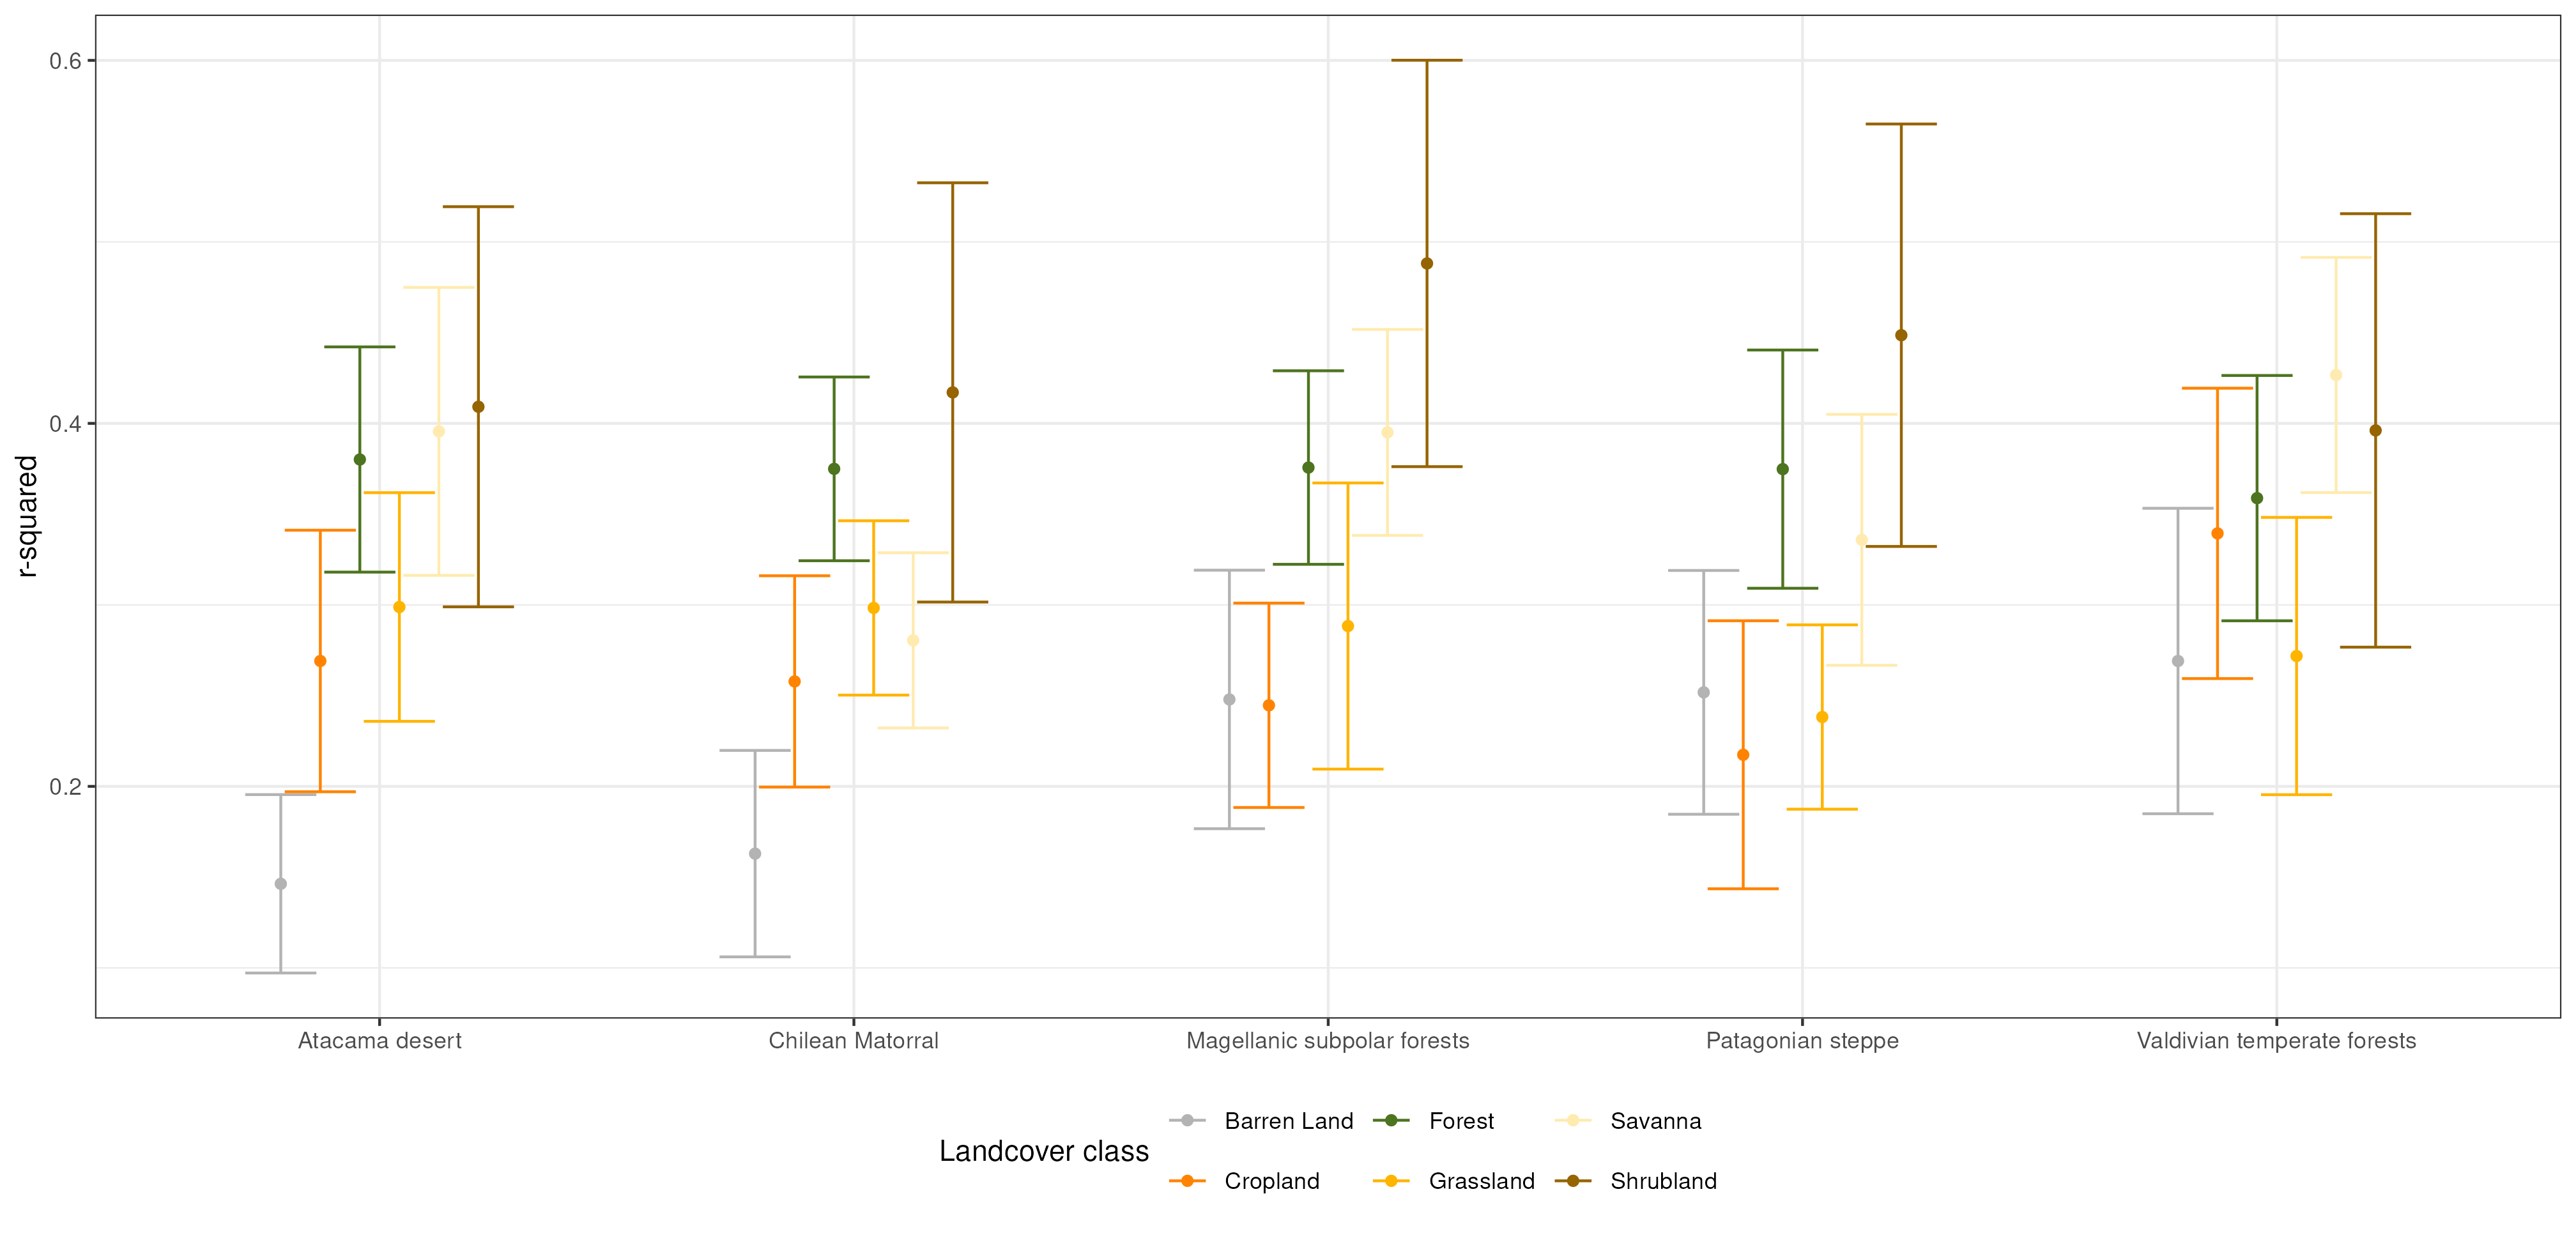 0.6
0.4
0.2
r-squared
Atacama desert
Chilean Matorral
Magellanic subpolar forests
Patagonian steppe
Valdivian temperate forests
Landcover class
Barren Land
Forest
Savanna
Cropland
Grassland
Shrubland